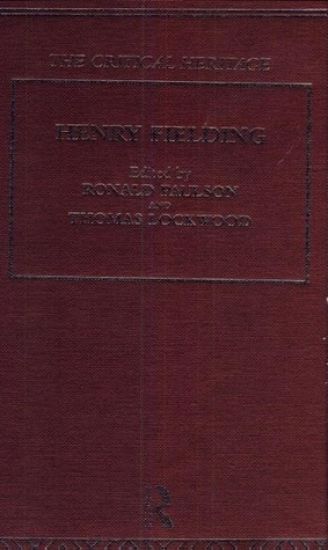 THE CRITICAL HERITAGE
HENRY FIELDING
Edited by
RONALD PAULSON
AND
THOMAS LOCKWOOD
R